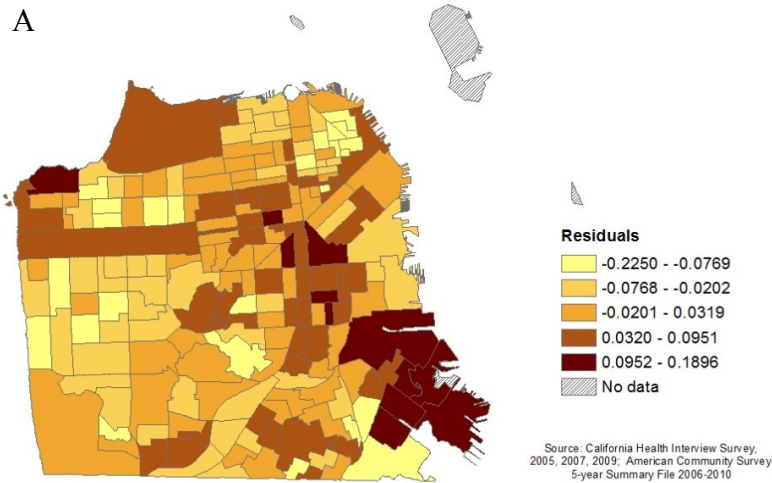 A
Residuals
-0.2250 - -0.0769
-0.0768 - -0.0202
-0.0201 - 0.0319
0.0320 - 0.0951
0.0952 - 0.1896
No data
Source: California Health Interview Survey,
2005, 2007, 2009; American Community Survey
5-year Summary File 2006-2010